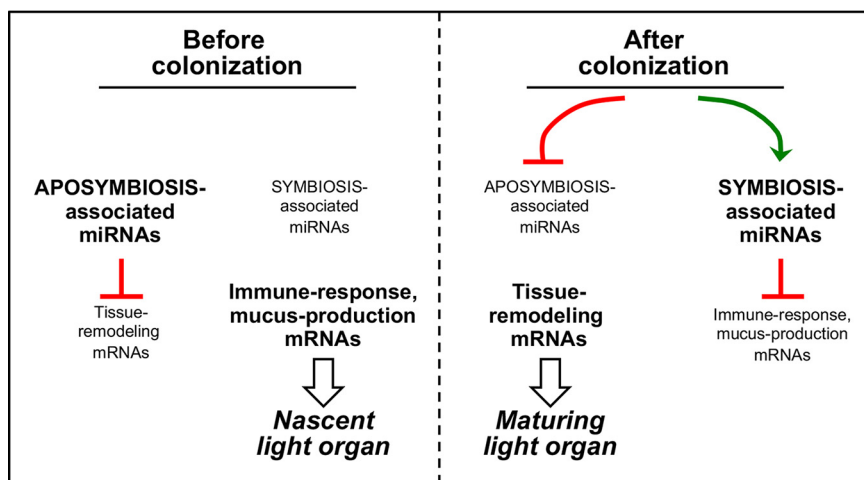 Before
colonization
APOSYMBIOSIS-
associated
miRNAs
SYMBIOSIS-
associated
miRNAs
Tissue-
remodeling
mRNAs
Immune-response,
mucus-production
mRNAs
Nascent
light organ
After
colonization
APOSYMBIOSIS-
associated
miRNAs
SYMBIOSIS-
associated
miRNAs
Tissue-
remodeling
mRNAs
Immune-response,
mucus-production
mRNAs
Maturing
light organ